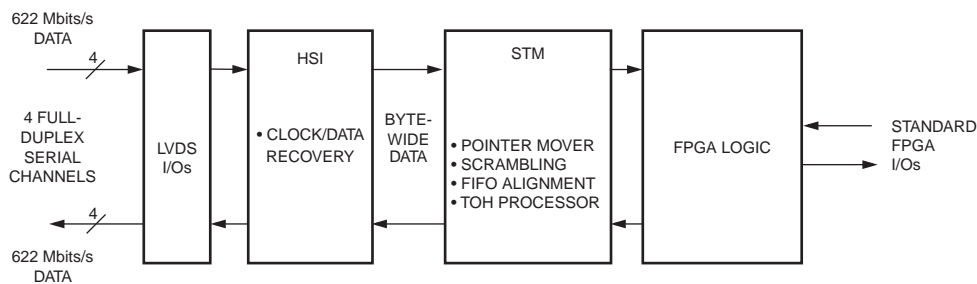 622 Mbits/s
DATA
4
4 FULL-
DUPLEX
SERIAL
CHANNELS
4
622 Mbits/s
DATA
LVDS
I/Os
HSI
• CLOCK/DATA
RECOVERY
BYTE-
WIDE
DATA
STM
• POINTER MOVER
• SCRAMBLING
• FIFO ALIGNMENT
• TOH PROCESSOR
FPGA LOGIC
STANDARD
FPGA
I/Os